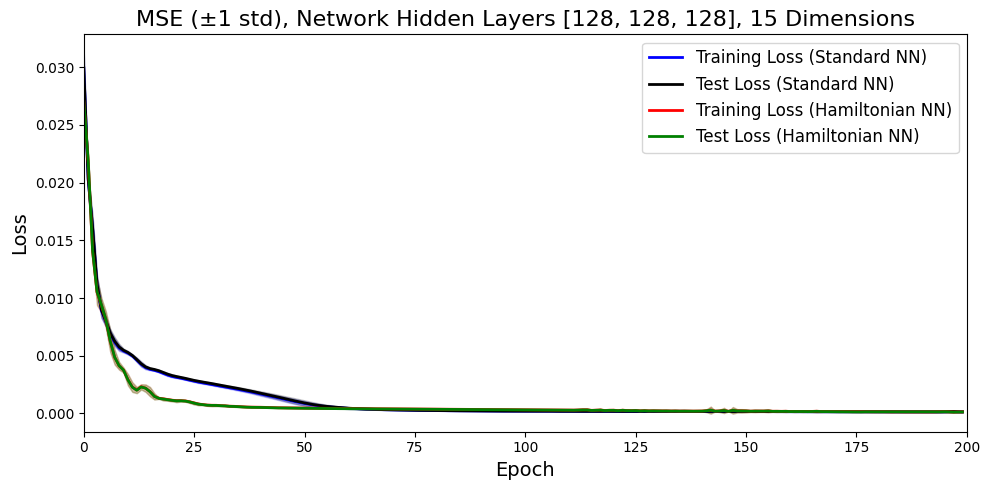 MSE (±1 std), Network Hidden Layers [128, 128, 128], 15 Dimensions
Training Loss (Standard NN)
Test Loss (Standard NN)
Training Loss (Hamiltonian NN)
Test Loss (Hamiltonian NN)
0.030
0.025
0.020
0.015
0.010
0.005
0.000
Loss
0 25 50 75 100 125 150 175 200
Epoch